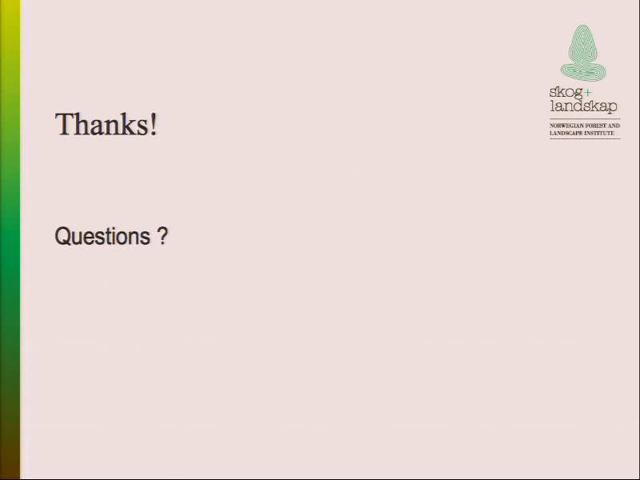 skog+
landskap
NORWEGIAN FOREST AND
LANDSCAPE INSTITUTE
Thanks!
Questions ?